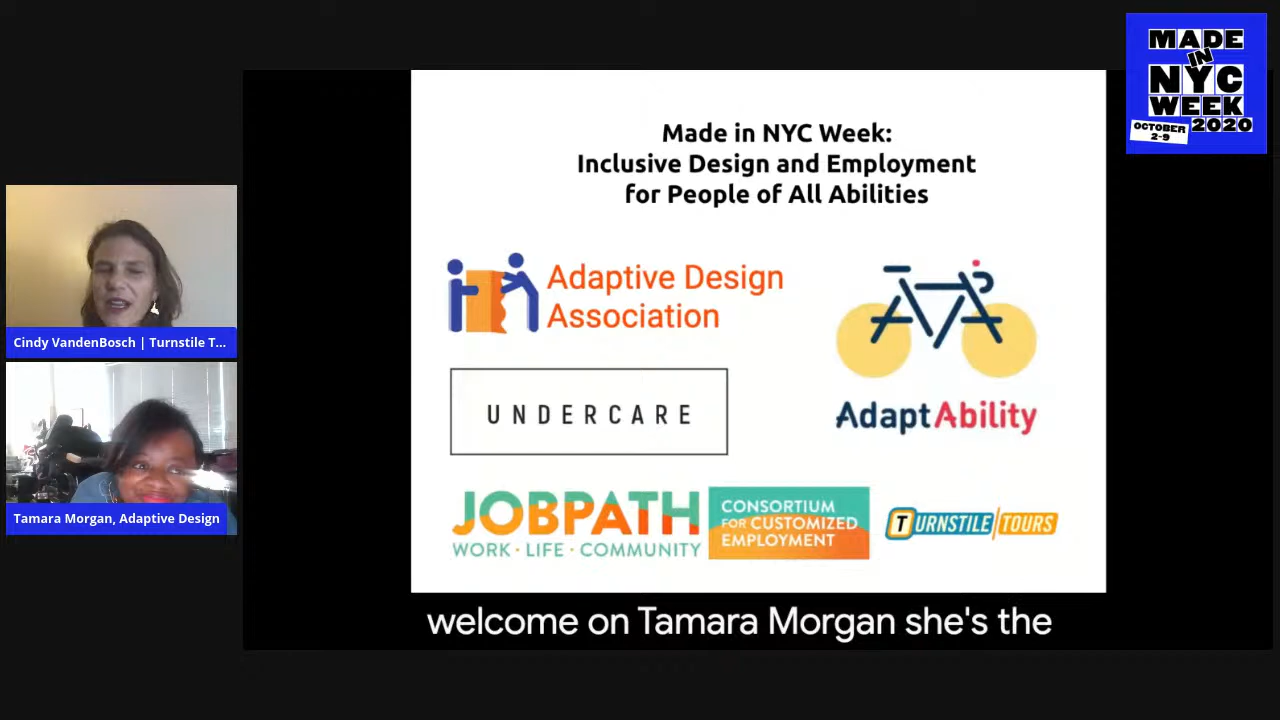 MADE
IN
NYC
WEEK
2020
OCTOBER
2-9
Made in NYC Week:
Inclusive Design and Employment
for People of All Abilities
Adaptive Design
Association
UNDERCARE
AdaptAbility
JOBPATH
WORK · LIFE · COMMUNITY
CONSORTIUM
FOR CUSTOMIZED
EMPLOYMENT
TURNSTILE TOURS
Cindy VandenBosch | Turnstile T...
Tamara Morgan, Adaptive Design
welcome on Tamara Morgan she's the